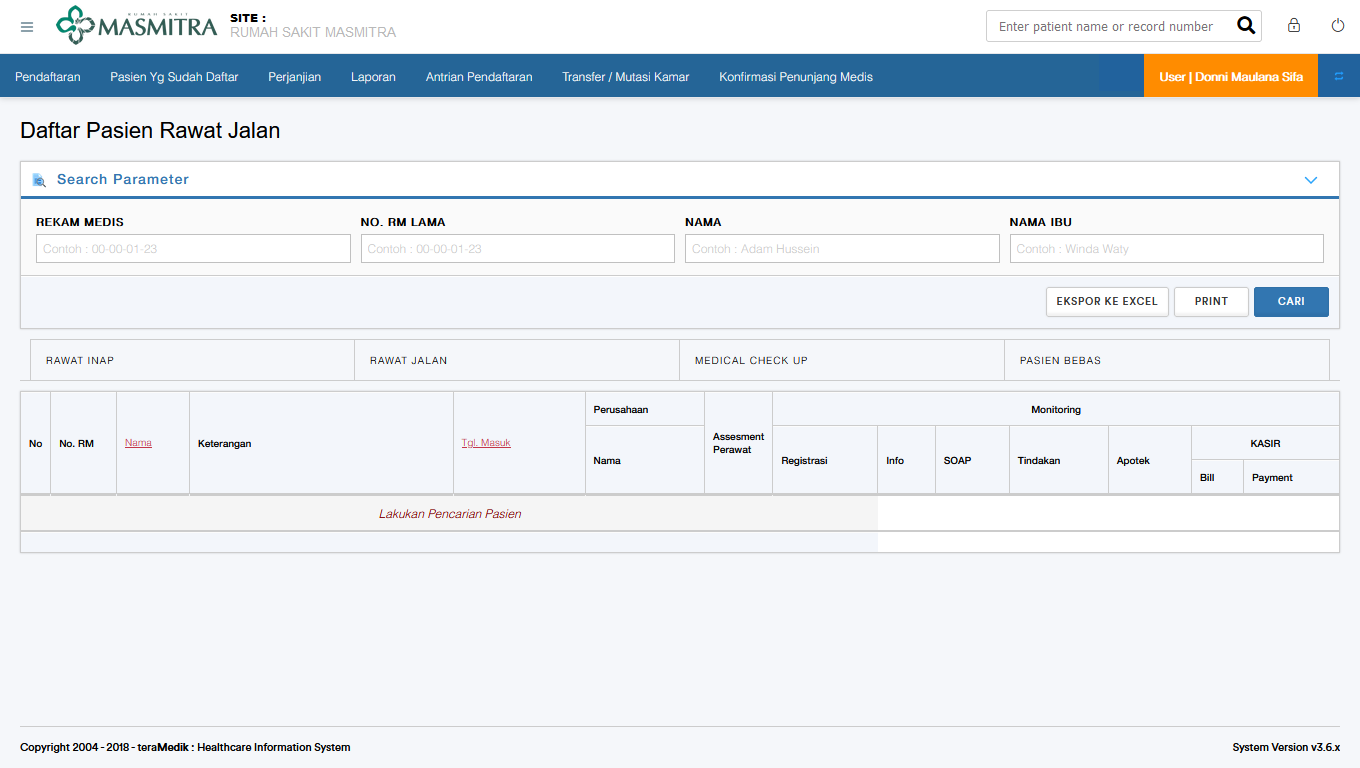 RUMAH SAKIT
MASMITRA
SITE :
RUMAH SAKIT MASMITRA
Enter patient name or record number
Pendaftaran Pasien Yg Sudah Daftar Perjanjian Laporan Antrian Pendaftaran Transfer / Mutasi Kamar Konfirmasi Penunjang Medis User | Donni Maulana Sifa
Daftar Pasien Rawat Jalan
Search Parameter
REKAM MEDIS NO. RM LAMA NAMA NAMA IBU
Contoh : 00-00-01-23 Contoh : 00-00-01-23 Contoh : Adam Hussein Contoh : Winda Waty
EKSPOR KE EXCEL PRINT CARI
RAWAT INAP RAWAT JALAN MEDICAL CHECK UP PASIEN BEBAS
Perusahaan Monitoring
No No. RM Nama Keterangan Tgl. Masuk Assesment Perawat KASIR
Nama Registrasi Info SOAP Tindakan Apotek
Bill Payment
Lakukan Pencarian Pasien
Copyright 2004 - 2018 - teraMedik : Healthcare Information System System Version v3.6.x